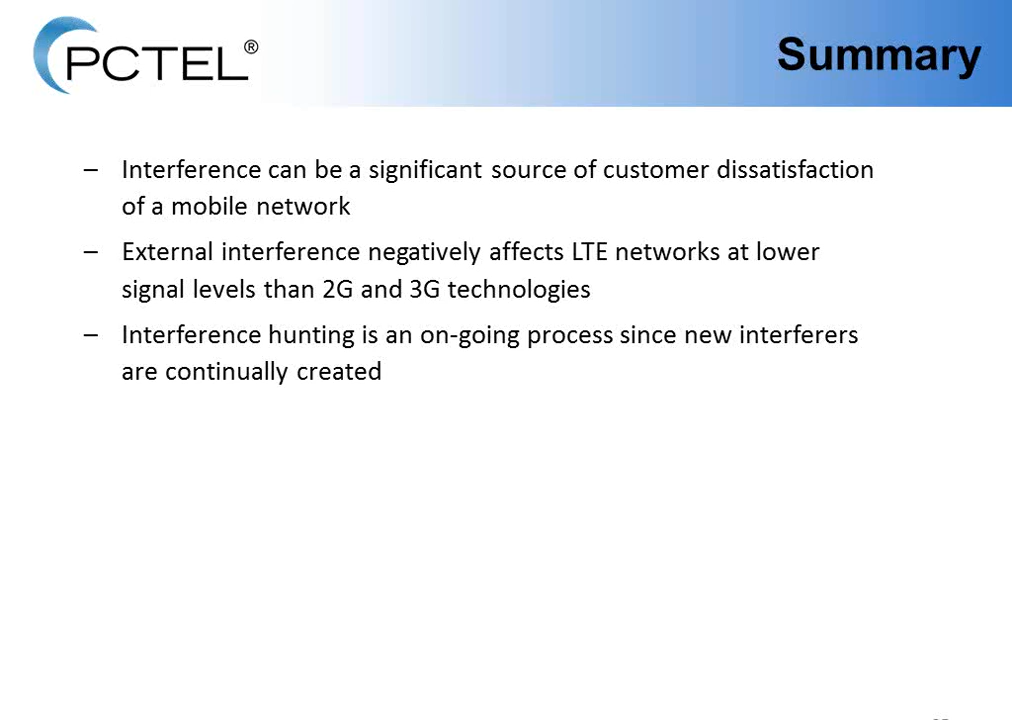 PCTEL®
Summary
– Interference can be a significant source of customer dissatisfaction
of a mobile network
– External interference negatively affects LTE networks at lower
signal levels than 2G and 3G technologies
– Interference hunting is an on-going process since new interferers
are continually created